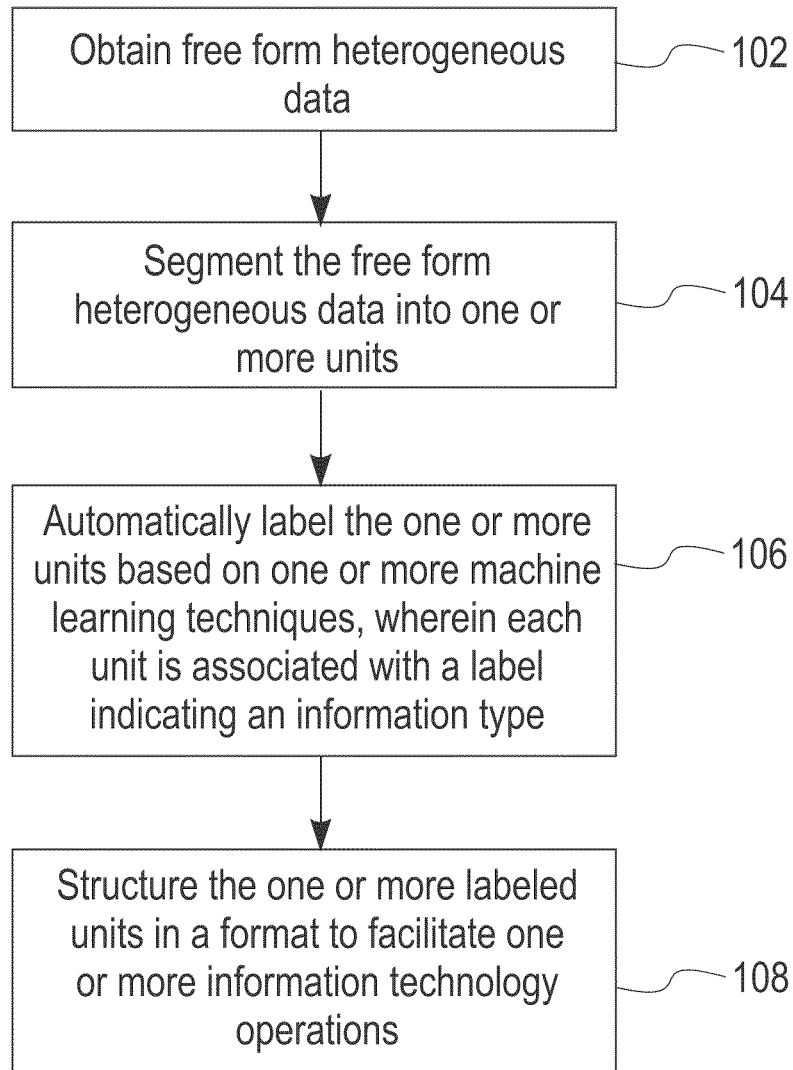 Obtain free form heterogeneous
data
102
Segment the free form
heterogeneous data into one or
more units
104
Automatically label the one or more
units based on one or more machine
learning techniques, wherein each
unit is associated with a label
indicating an information type
106
Structure the one or more labeled
units in a format to facilitate one
or more information technology
operations
108